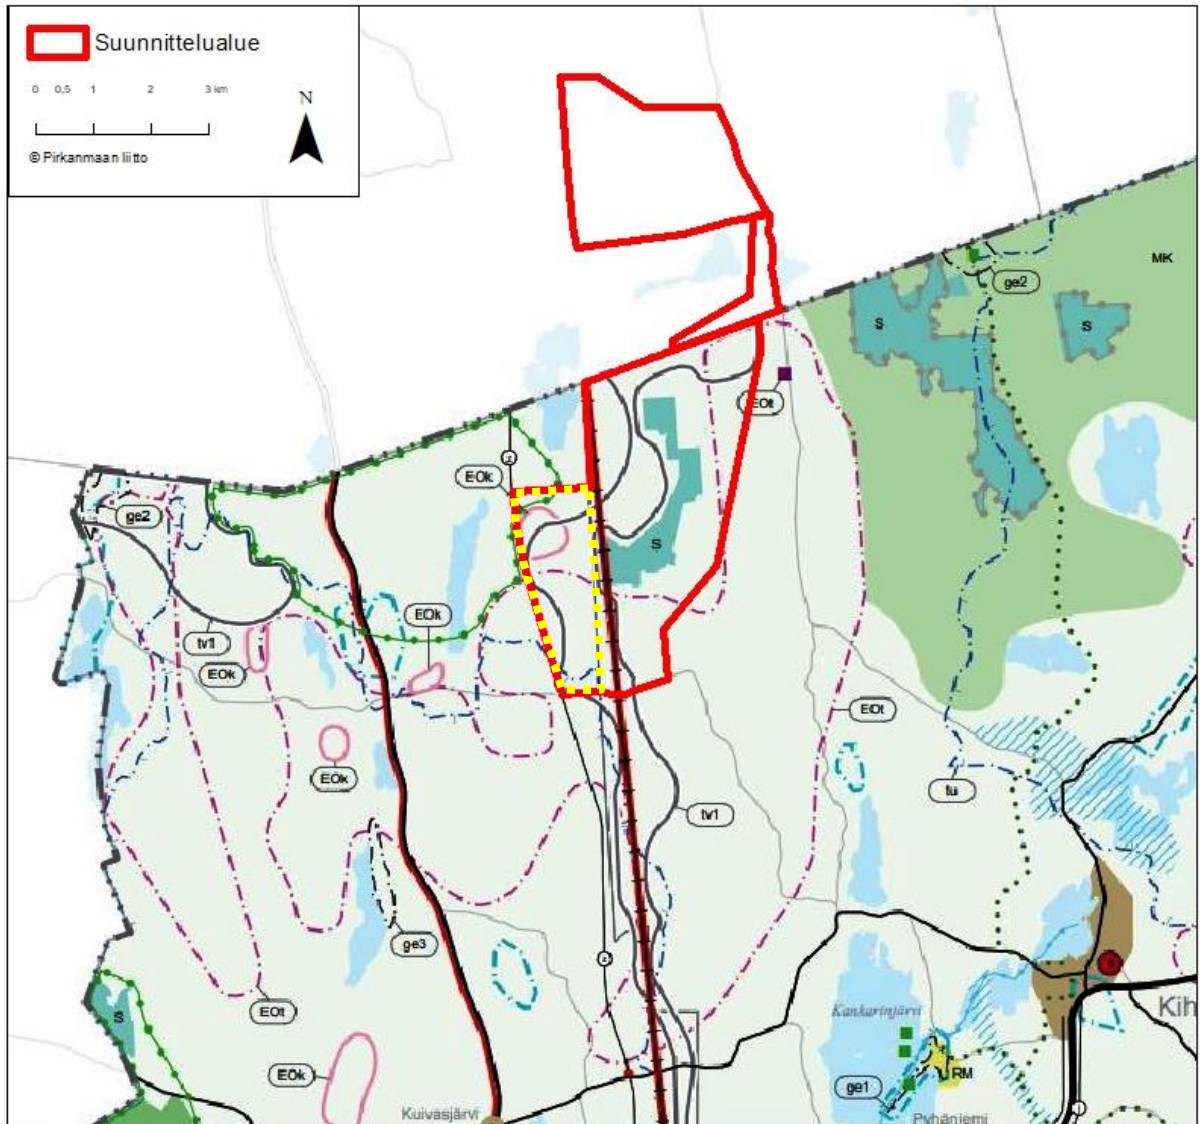 Suunnittelualue
0 0,5 1 2 3 km
N
© Pirkanmaan liitto
MK
ge2
S
S
EOt
EOk
z
ge2
S
EOk
tv1
EOk
EOt
EOk
tu
tv1
ge3
z
S
EOt
Kankarinjärvi
Kih
EOk
RM
ge1
Kuivasjärvi
Pyhäniemi